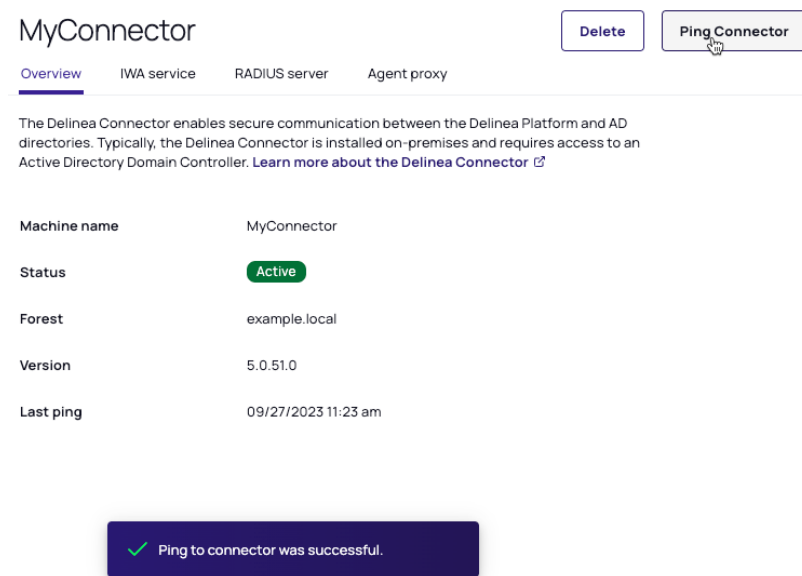 MyConnector
Delete
Ping Connector
Overview
IWA service
RADIUS server
Agent proxy
The Delinea Connector enables secure communication between the Delinea Platform and AD
directories. Typically, the Delinea Connector is installed on-premises and requires access to an
Active Directory Domain Controller. Learn more about the Delinea Connector
Machine name MyConnector
Status Active
Forest example.local
Version 5.0.51.0
Last ping 09/27/2023 11:23 am
Ping to connector was successful.